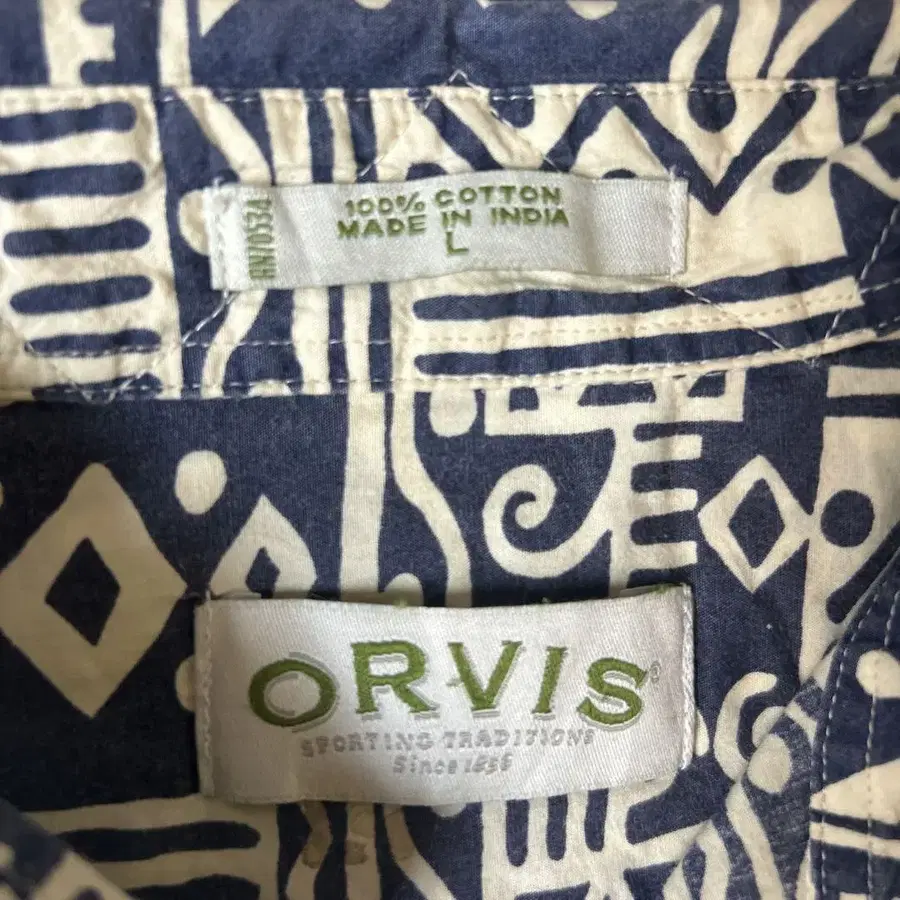 100% COTTON
MADE IN INDIA
L
RN70534
ORVIS®
SPORTING TRADITIONS
Since 1856